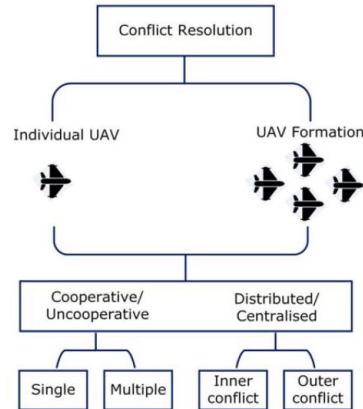 Conflict Resolution
Individual UAV
UAV Formation
Cooperative/
Uncooperative
Distributed/
Centralised
Single
Multiple
Inner
conflict
Outer
conflict